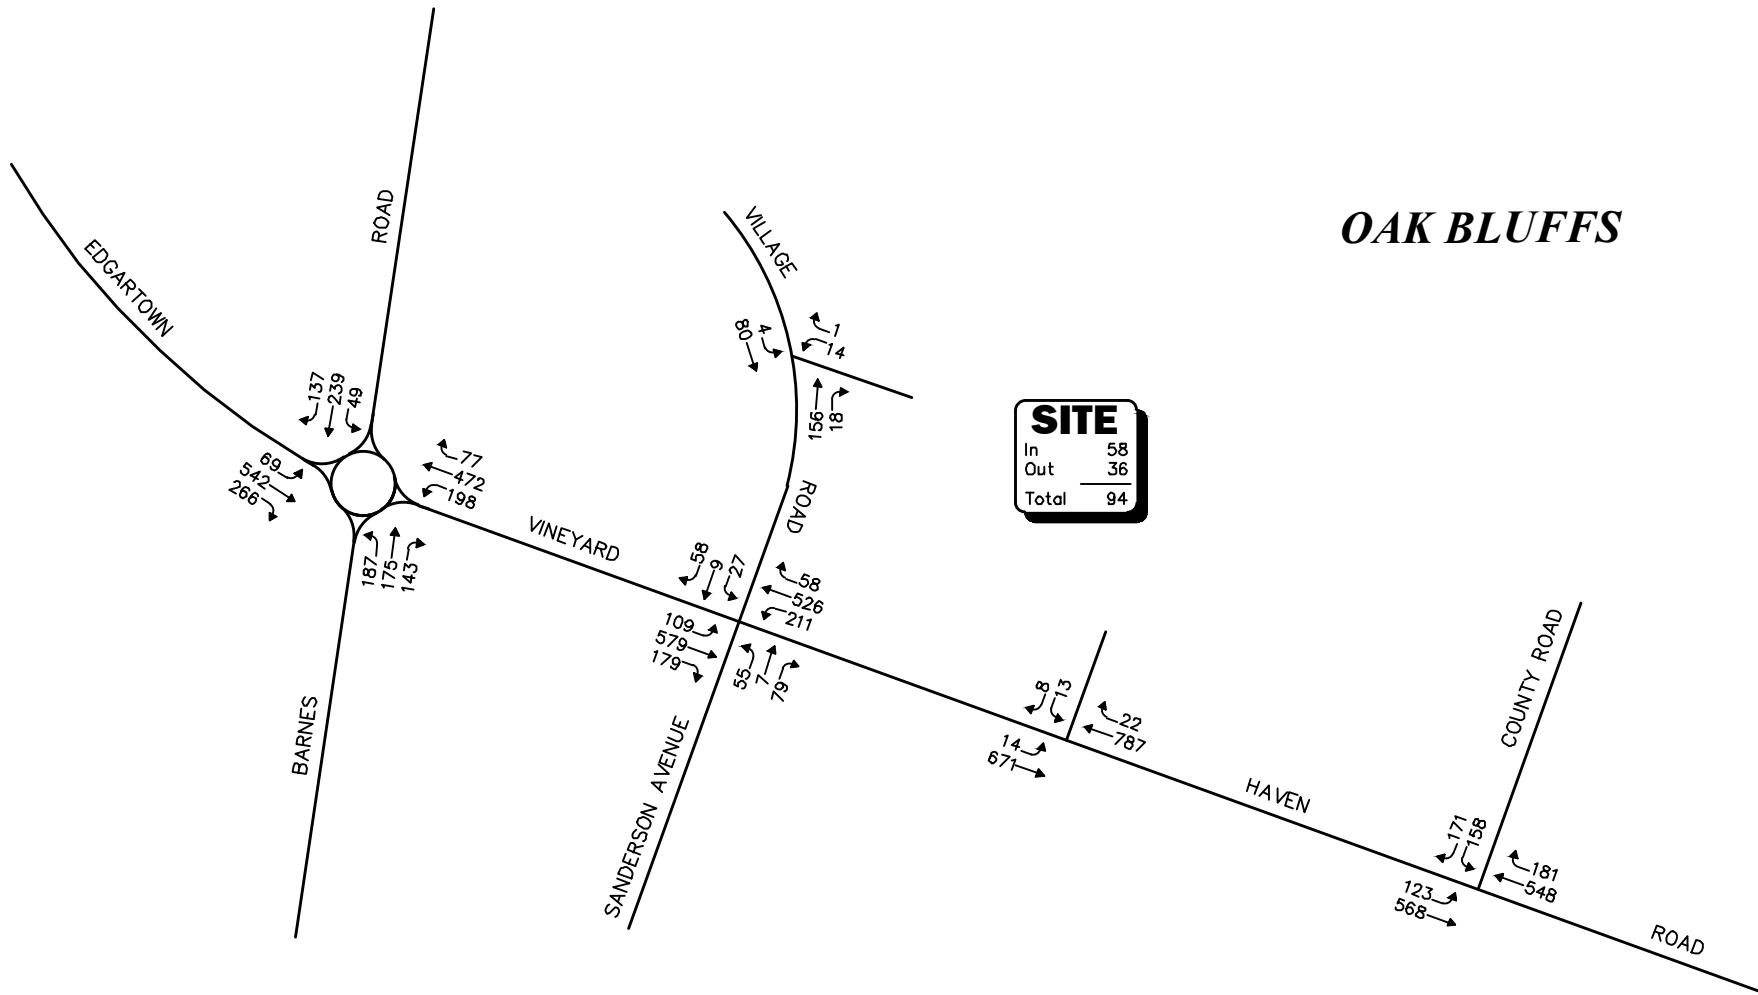 OAK BLUFFS
ROAD
EDGARTOWN
VILLAGE
1
14
4
80
156
18
SITE
In 58
Out 36
Total 94
137
239
49
69
542
266
77
472
198
187
175
143
VINEYARD
ROAD
58
9
27
58
526
211
109
579
179
55
7
79
BARNES
SANDERSON AVENUE
8
13
22
787
14
671
HAVEN
COUNTY ROAD
171
158
181
548
123
568
ROAD